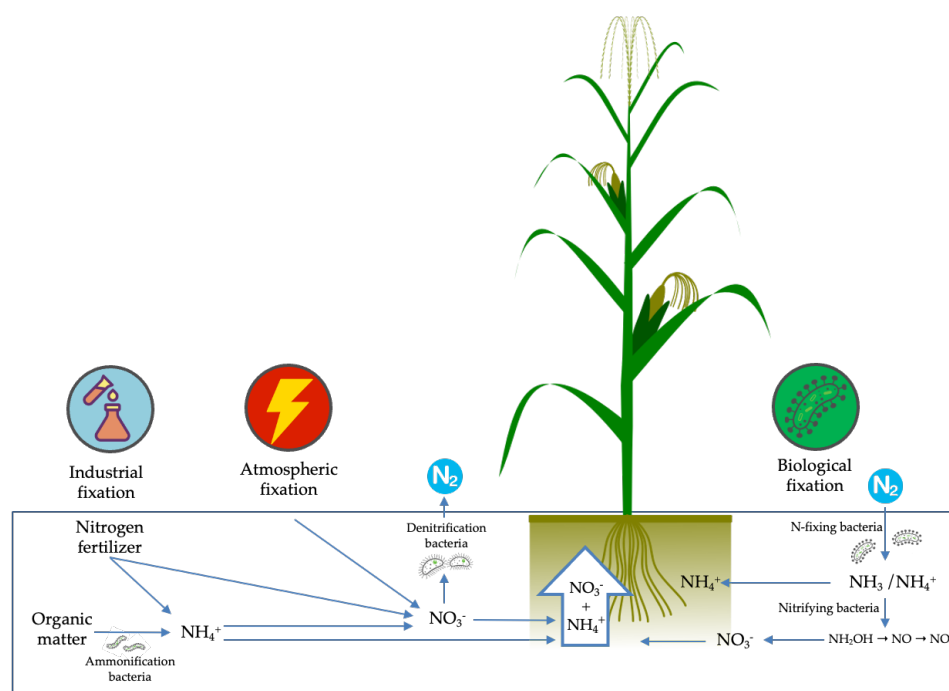 Industrial
fixation
Atmospheric
fixation
Biological
fixation
N₂
N₂
Nitrogen
fertilizer
Denitrification
bacteria
N-fixing bacteria
NO₃⁻
+
NH₄⁺
NH₄⁺
NH₃ /NH₄⁺
Nitrifying bacteria
Organic
matter
NH₄⁺
NO₃⁻
Ammonification
bacteria
NO₃⁻
NH₂OH → NO → NO